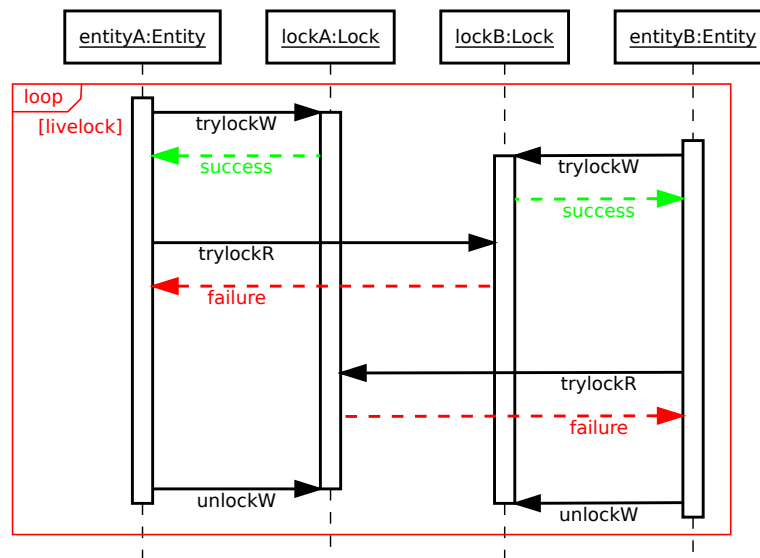 entityA:Entity
lockA:Lock
lockB:Lock
entityB:Entity
loop
[livelock]
trylockW
success
trylockW
success
trylockR
failure
trylockR
failure
unlockW
unlockW